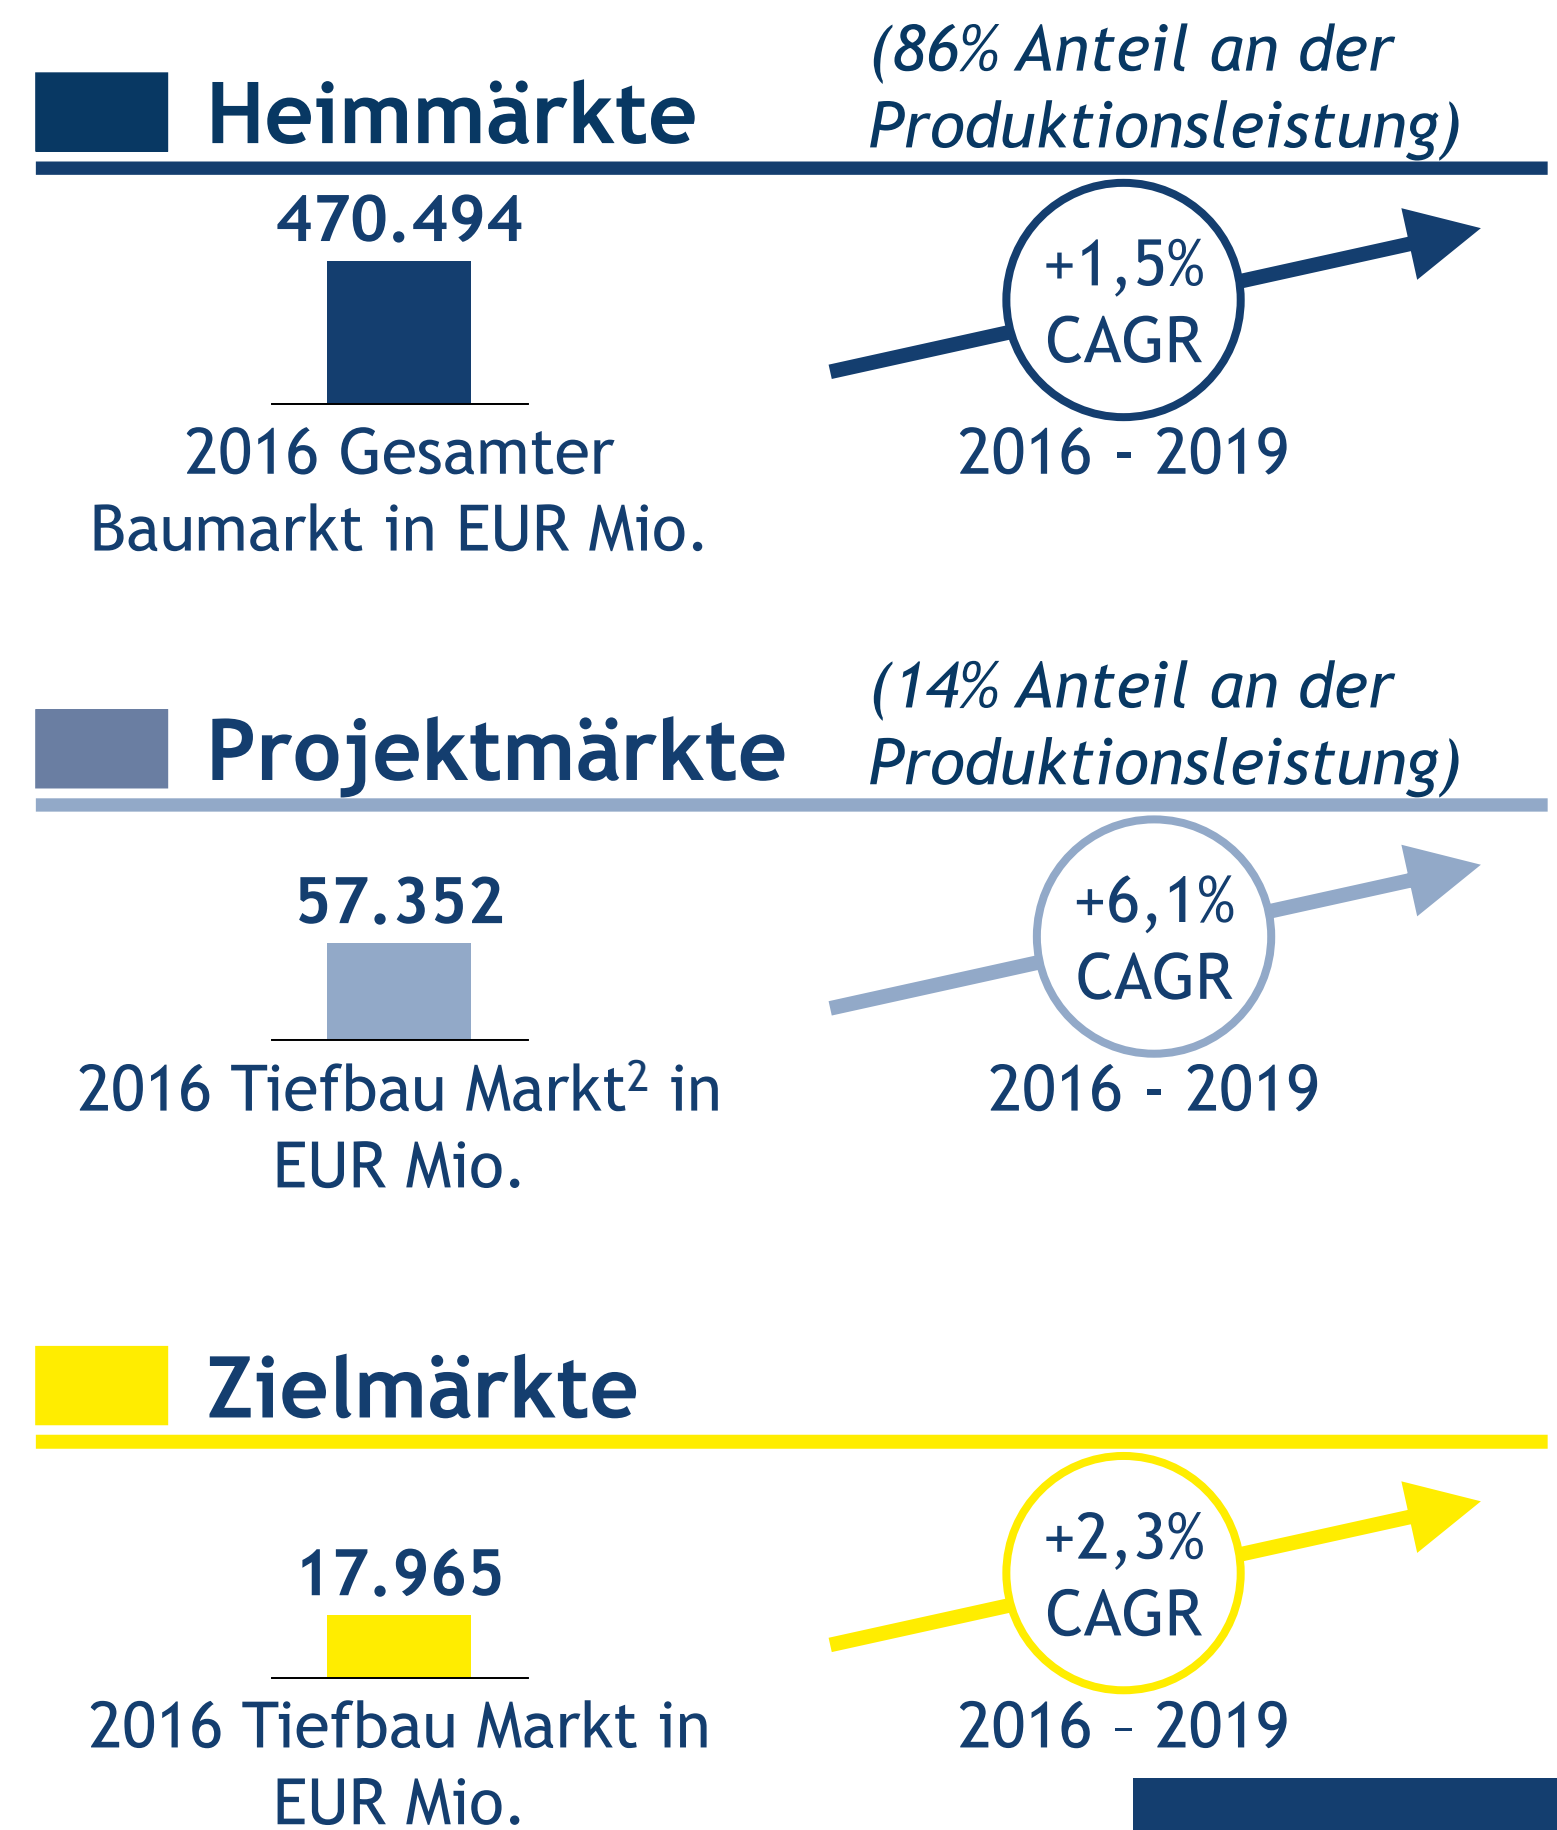 Heimmärkte
(86% Anteil an der
Produktionsleistung)
470.494
2016 Gesamter
Baumarkt in EUR Mio.
+1,5%
CAGR
2016 - 2019
Projektmärkte
(14% Anteil an der
Produktionsleistung)
57.352
2016 Tiefbau Markt² in
EUR Mio.
+6,1%
CAGR
2016 - 2019
Zielmärkte
17.965
2016 Tiefbau Markt in
EUR Mio.
+2,3%
CAGR
2016 – 2019